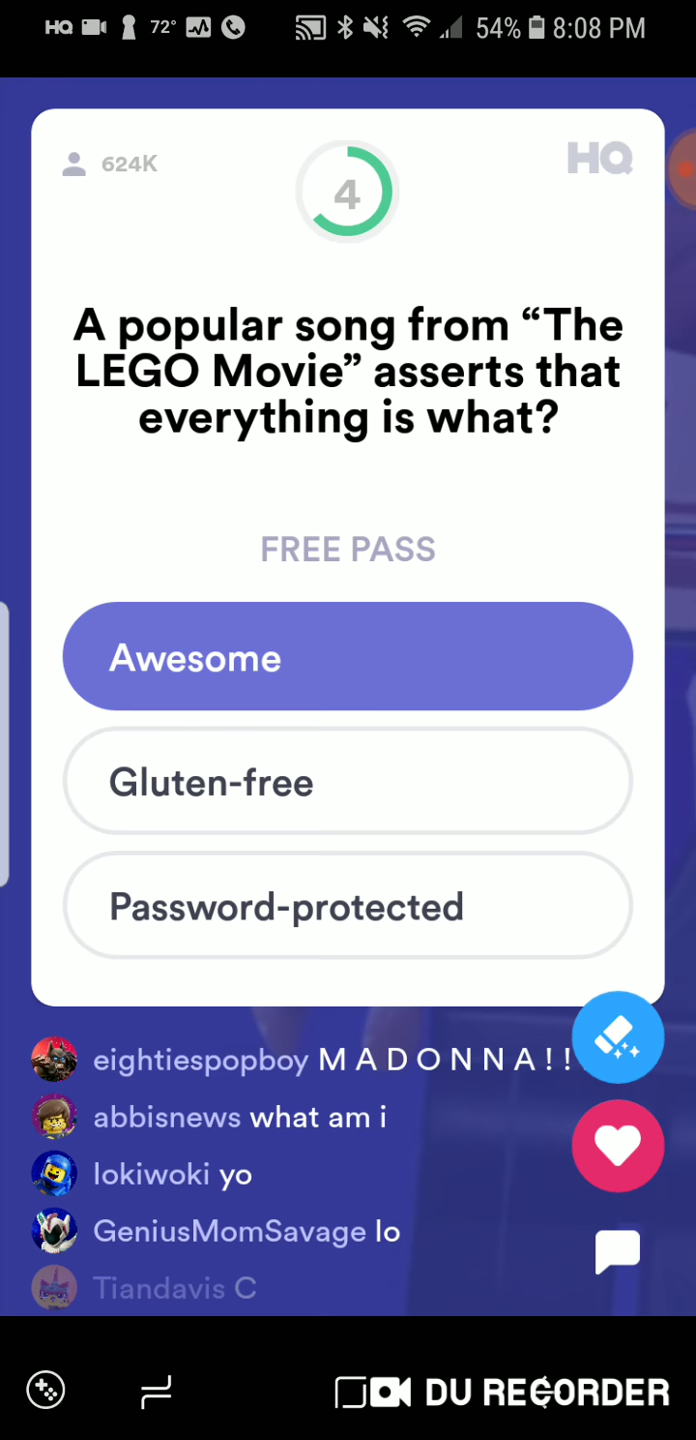 HQ 72° 54% 8:08 PM
624K
4
HQ
A popular song from “The
LEGO Movie” asserts that
everything is what?
FREE PASS
Awesome
Gluten-free
Password-protected
eightiespopboy M A D O N N A ! !
abbisnews what am i
lokiwoki yo
GeniusMomSavage lo
Tiandavis C
DU RECORDER